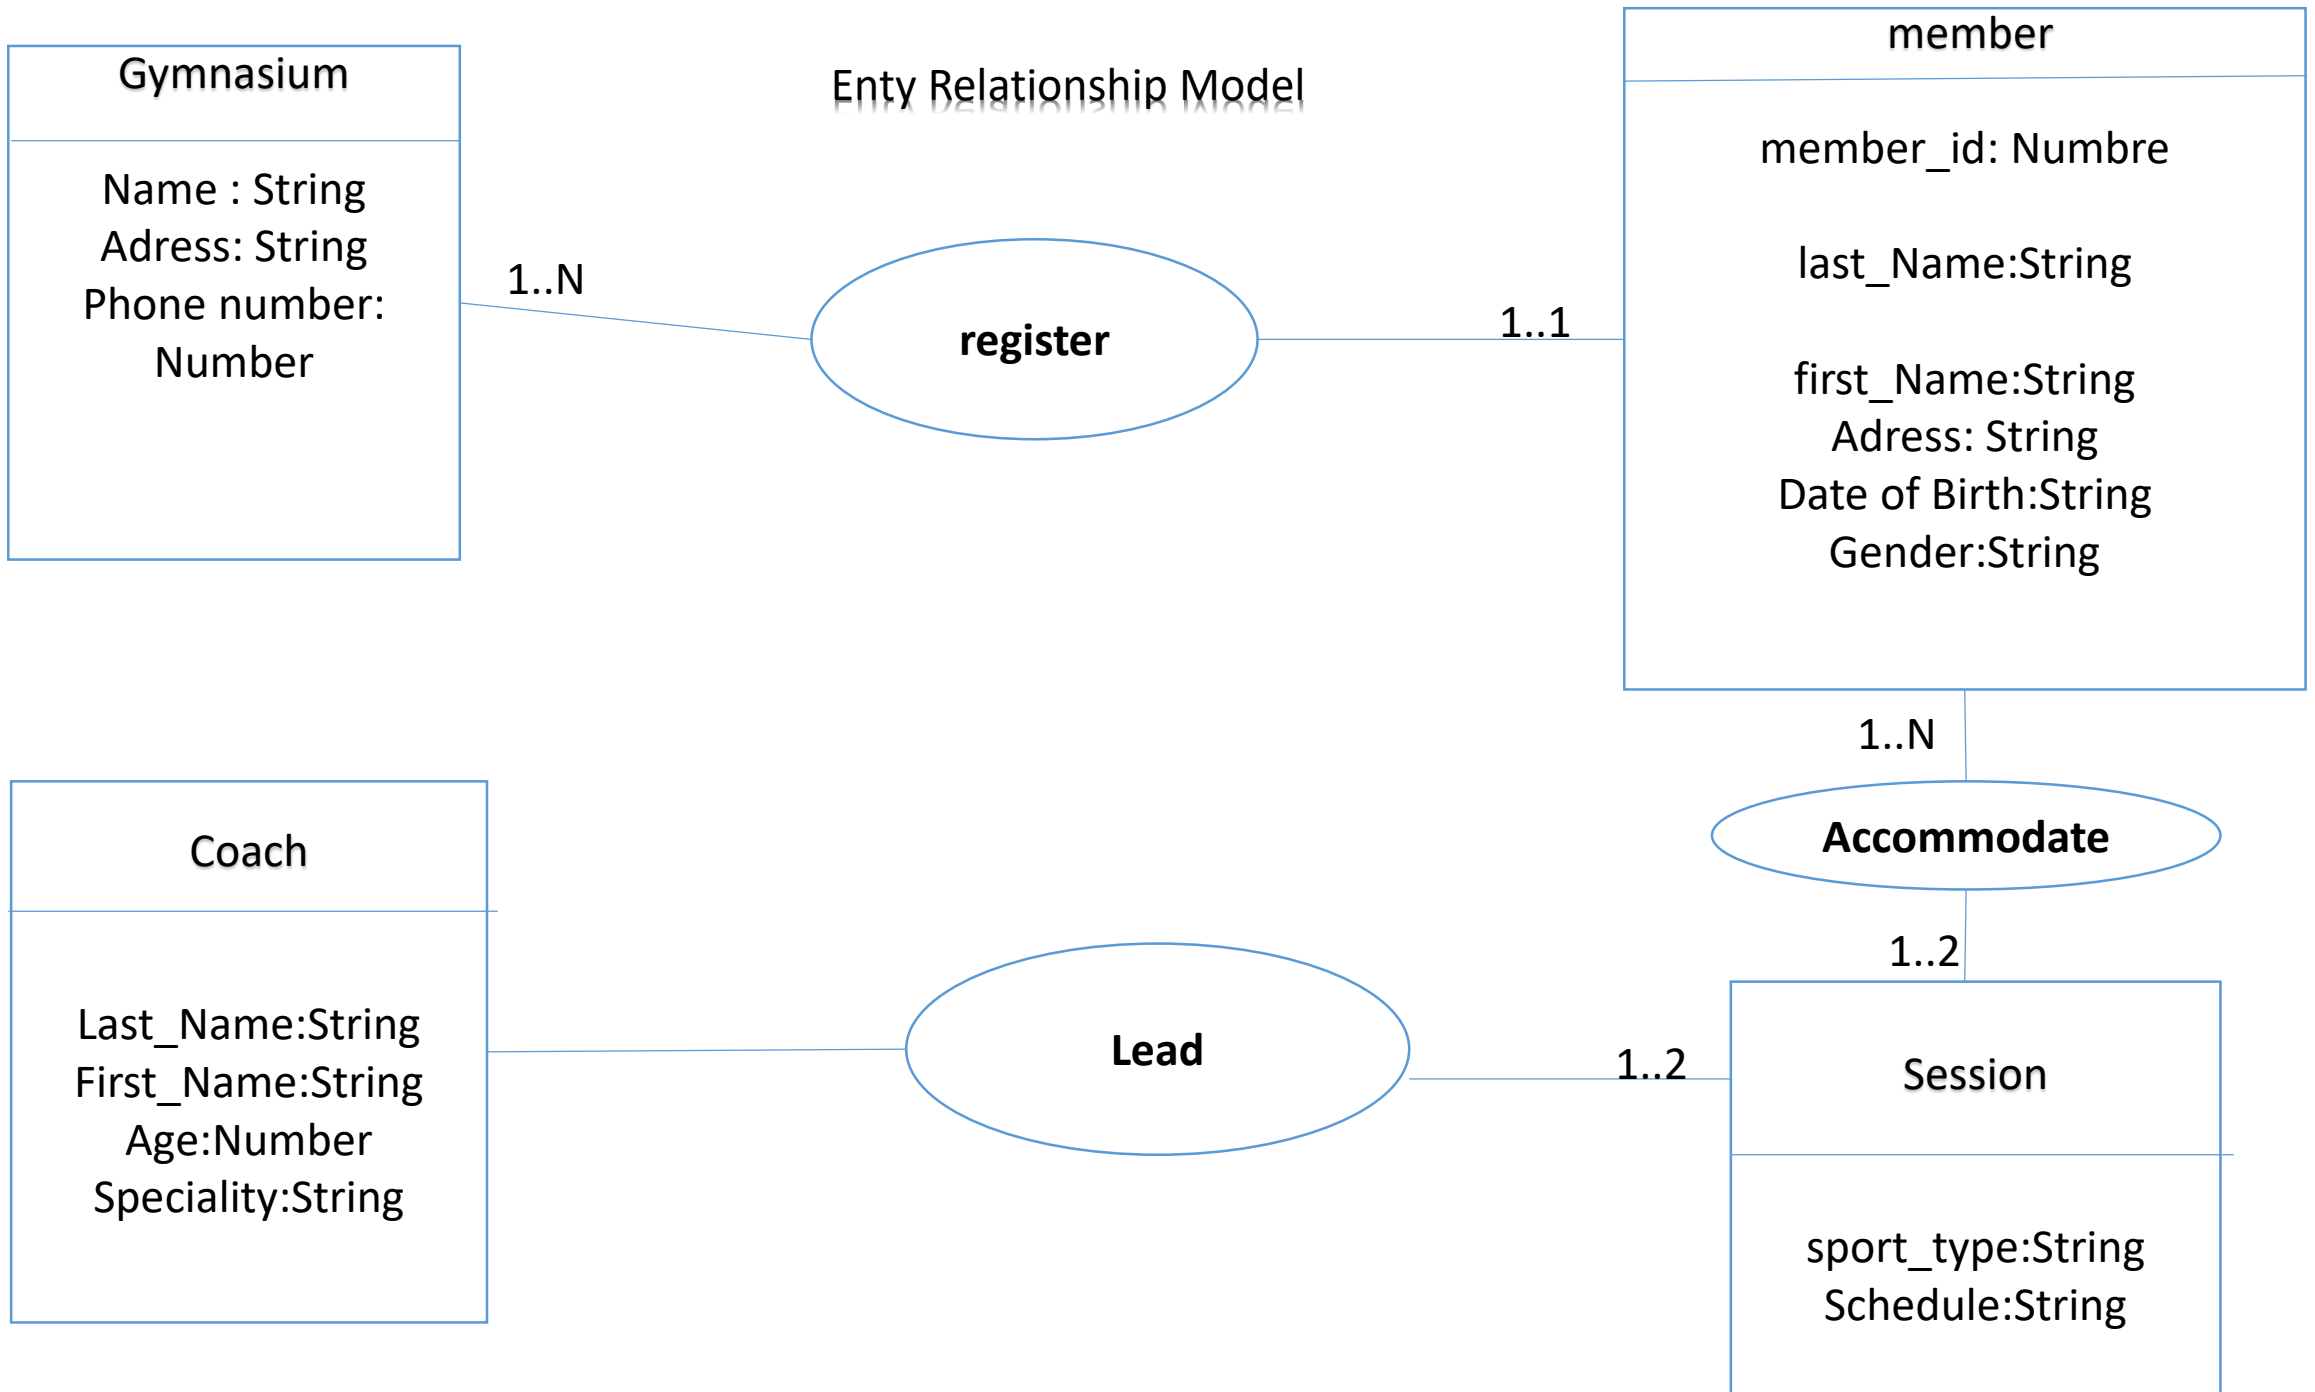 Gymnasium
Name : String
Adress: String
Phone number:
Number
Enty Relationship Model
1..N
register
1..1
member
member_id: Numbre
last_Name:String
first_Name:String
Adress: String
Date of Birth:String
Gender:String
1..N
Accommodate
1..2
Coach
Last_Name:String
First_Name:String
Age:Number
Speciality:String
Lead
1..2
Session
sport_type:String
Schedule:String